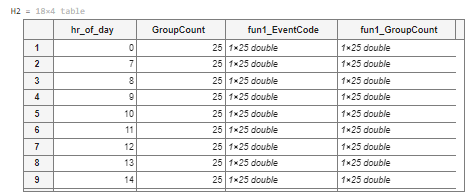 H2 = 18×4 table
hr_of_day GroupCount fun1_EventCode fun1_GroupCount
1 0 25 1×25 double 1×25 double
2 7 25 1×25 double 1×25 double
3 8 25 1×25 double 1×25 double
4 9 25 1×25 double 1×25 double
5 10 25 1×25 double 1×25 double
6 11 25 1×25 double 1×25 double
7 12 25 1×25 double 1×25 double
8 13 25 1×25 double 1×25 double
9 14 25 1×25 double 1×25 double